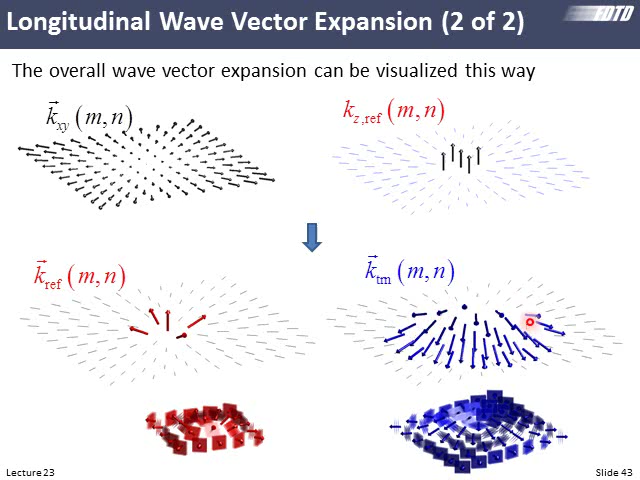 Longitudinal Wave Vector Expansion (2 of 2)
FDTD
The overall wave vector expansion can be visualized this way
k⃗xy (m,n)
kz,ref (m,n)
k⃗ref (m,n)
k⃗trn (m,n)
Lecture 23
Slide 43